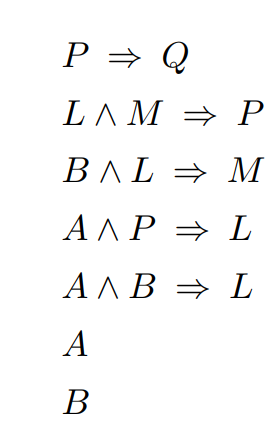 P ⇒ Q
L ∧ M ⇒ P
B ∧ L ⇒ M
A ∧ P ⇒ L
A ∧ B ⇒ L
A
B